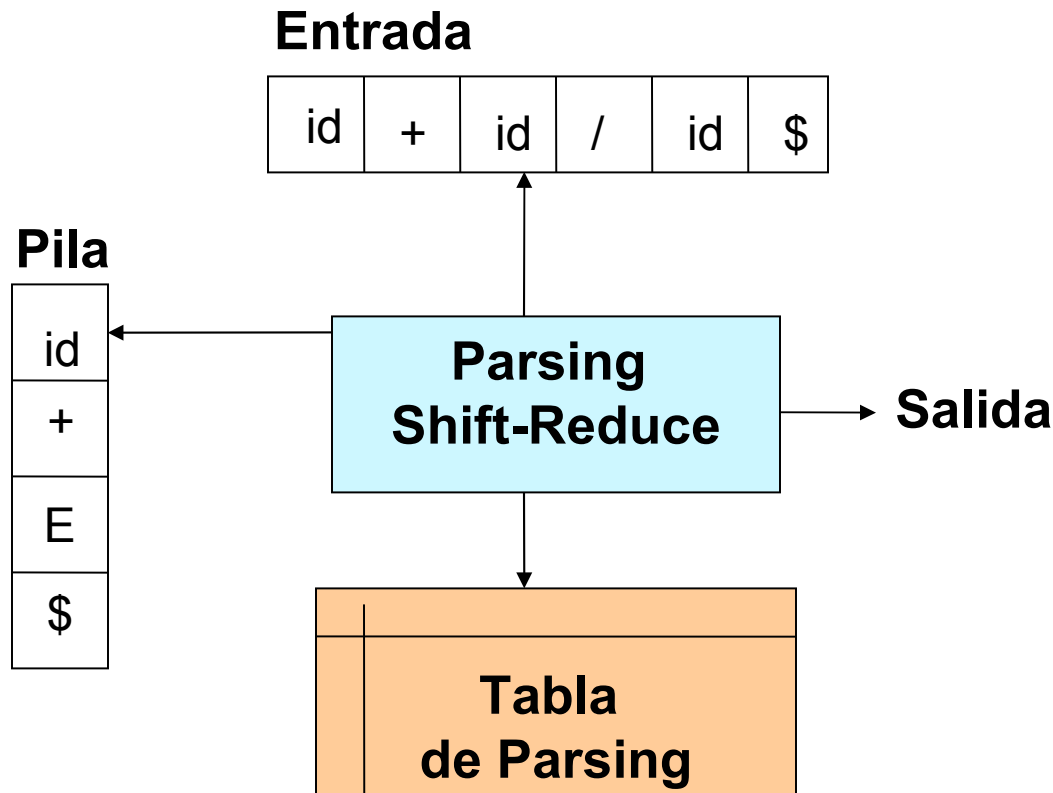 Entrada
id + id / id $
Pila
id
+
E
$
Parsing
Shift-Reduce
Salida
Tabla
de Parsing